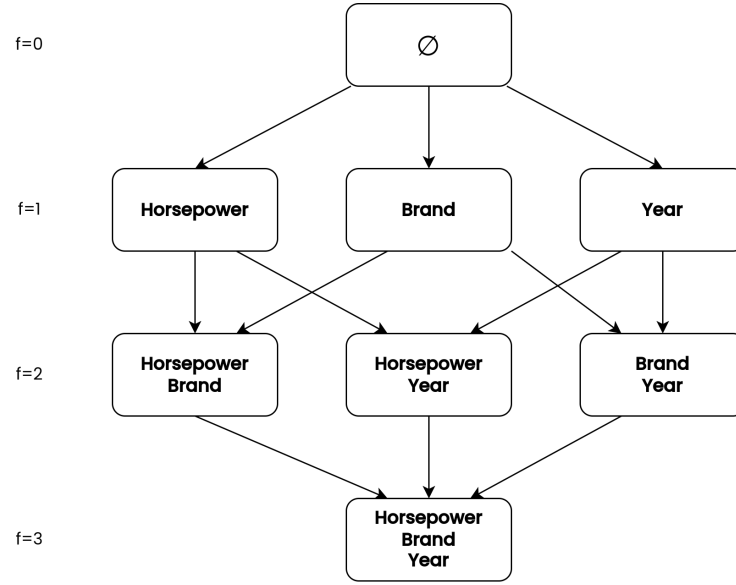 f=0
∅
f=1
Horsepower
Brand
Year
f=2
Horsepower
Brand
Horsepower
Year
Brand
Year
f=3
Horsepower
Brand
Year